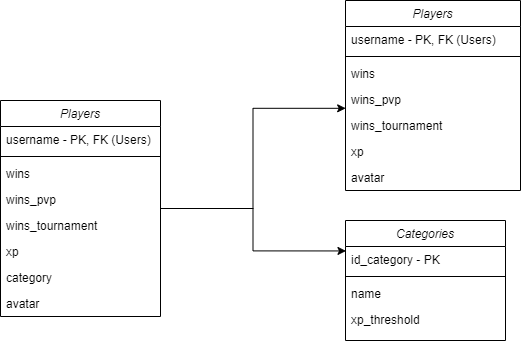 Players
username - PK, FK (Users)
wins
wins_pvp
wins_tournament
xp
category
avatar
Players
username - PK, FK (Users)
wins
wins_pvp
wins_tournament
xp
avatar
Categories
id_category - PK
name
xp_threshold